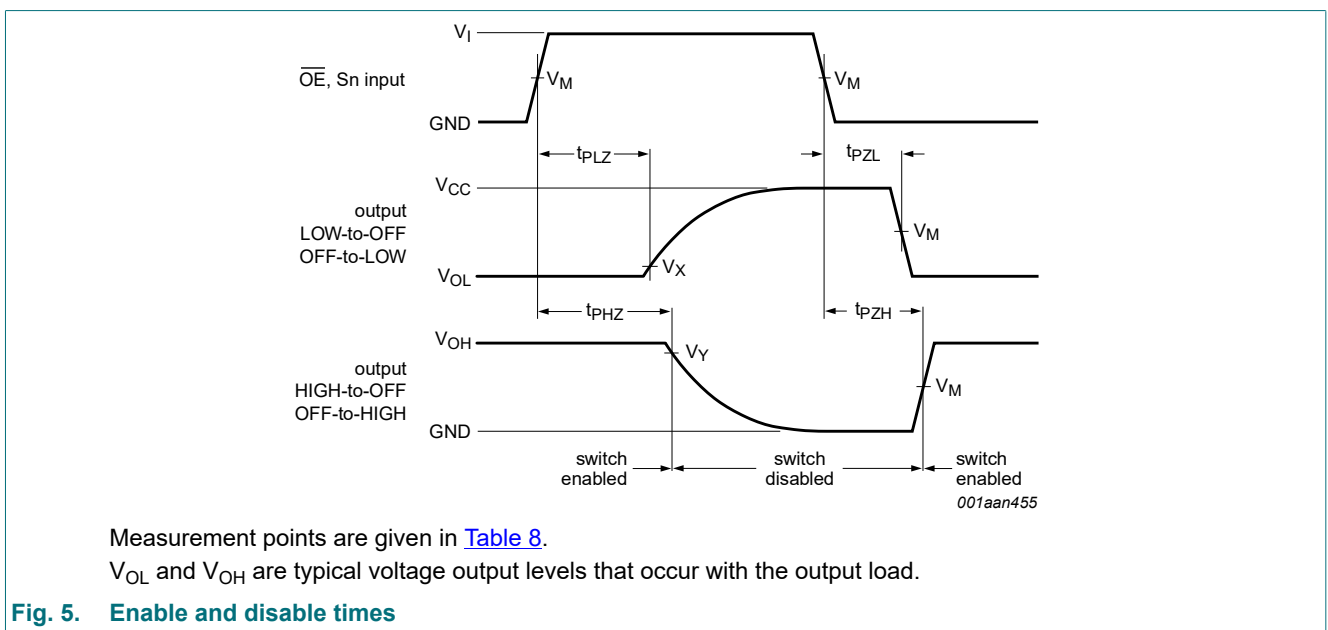 V_I
OE, Sn input
V_M
V_M
GND
t_PLZ
t_PZL
V_CC
output
LOW-to-OFF
OFF-to-LOW
V_M
V_X
V_OL
t_PHZ
t_PZH
V_OH
V_Y
output
HIGH-to-OFF
OFF-to-HIGH
V_M
GND
switch
enabled
switch
disabled
switch
enabled
001aan455
Measurement points are given in Table 8.
V_OL and V_OH are typical voltage output levels that occur with the output load.
Fig. 5. Enable and disable times